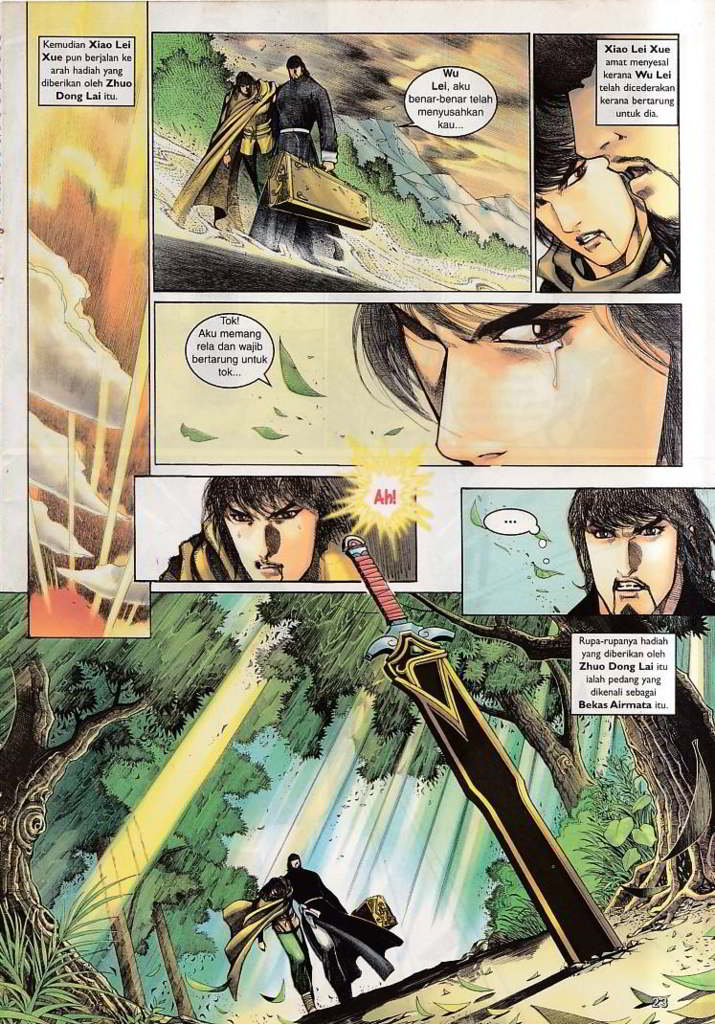 Kemudian Xiao Lei
Xue pun berjalan ke
arah hadiah yang
diberikan oleh Zhuo
Dong Lai itu.
Wu
Lei, aku
benar-benar telah
menyusahkan
kau...
Xiao Lei Xue
amat menyesal
kerana Wu Lei
telah dicederakan
kerana bertarung
untuk dia.
Tok!
Aku memang
rela dan wajib
bertarung untuk
tok...
Ah!
...
Rupa-rupanya hadiah
yang diberikan oleh
Zhuo Dong Lai itu
ialah pedang yang
dikenali sebagai
Bekas Airmata itu.
23